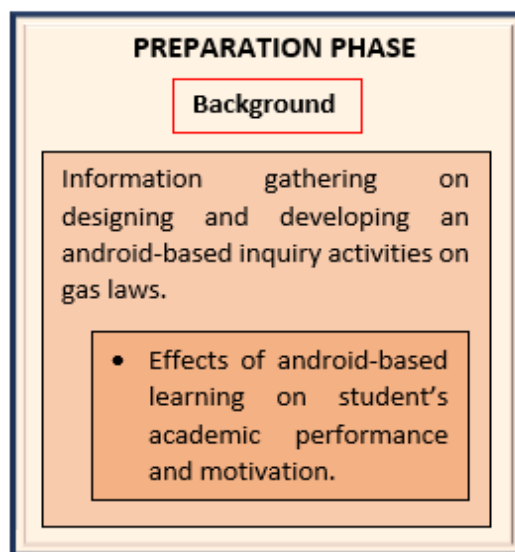 PREPARATION PHASE
Background
Information gathering on
designing and developing an
android-based inquiry activities on
gas laws.
• Effects of android-based
learning on student’s
academic performance
and motivation.